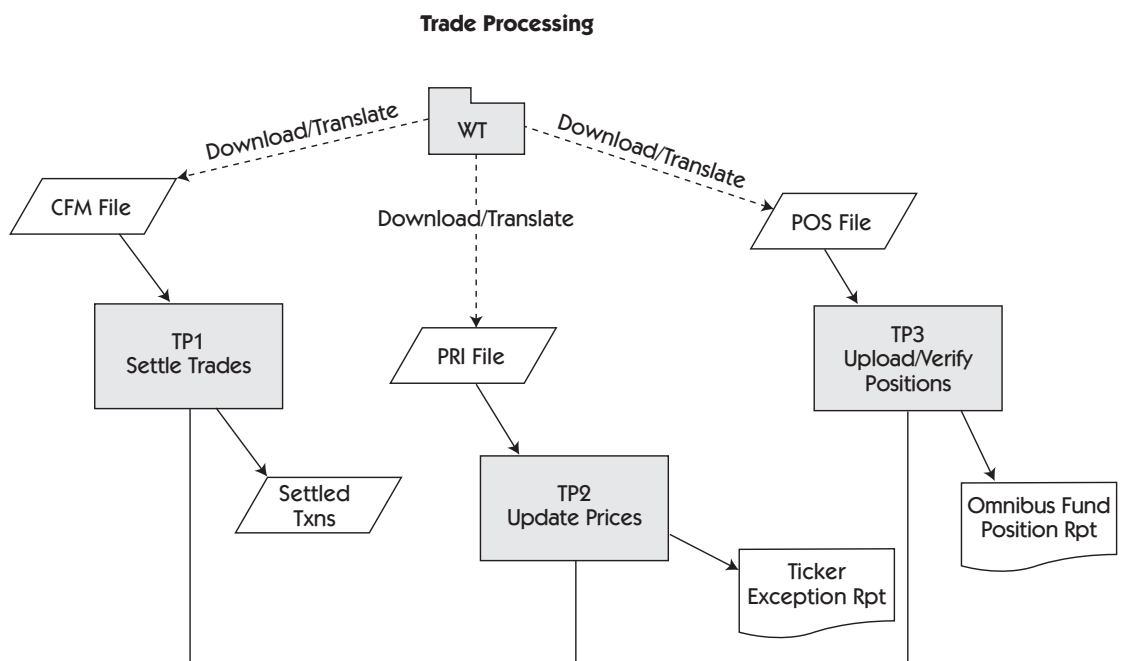 Trade Processing
WT
Download/Translate
Download/Translate
Download/Translate
CFM File
POS File
PRI File
TP1
Settle Trades
TP3
Upload/Verify
Positions
Settled
Txns
TP2
Update Prices
Omnibus Fund
Position Rpt
Ticker
Exception Rpt